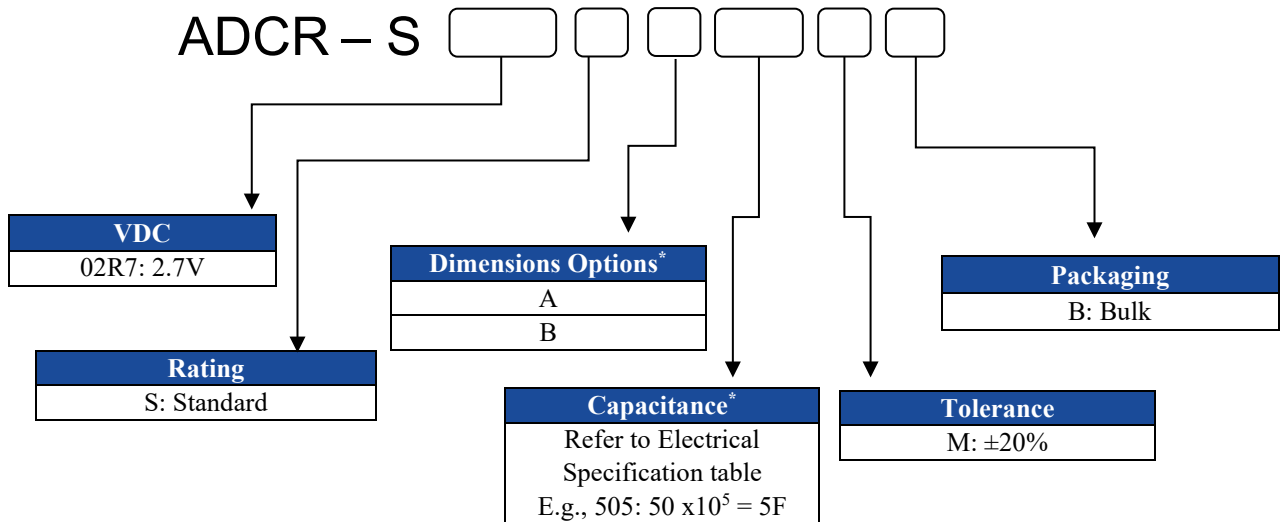 ADCR – S
VDC
02R7: 2.7V
Rating
S: Standard
Dimensions Options*
A
B
Capacitance*
Refer to Electrical
Specification table
E.g., 505: 50 x10⁵ = 5F
Tolerance
M: ±20%
Packaging
B: Bulk